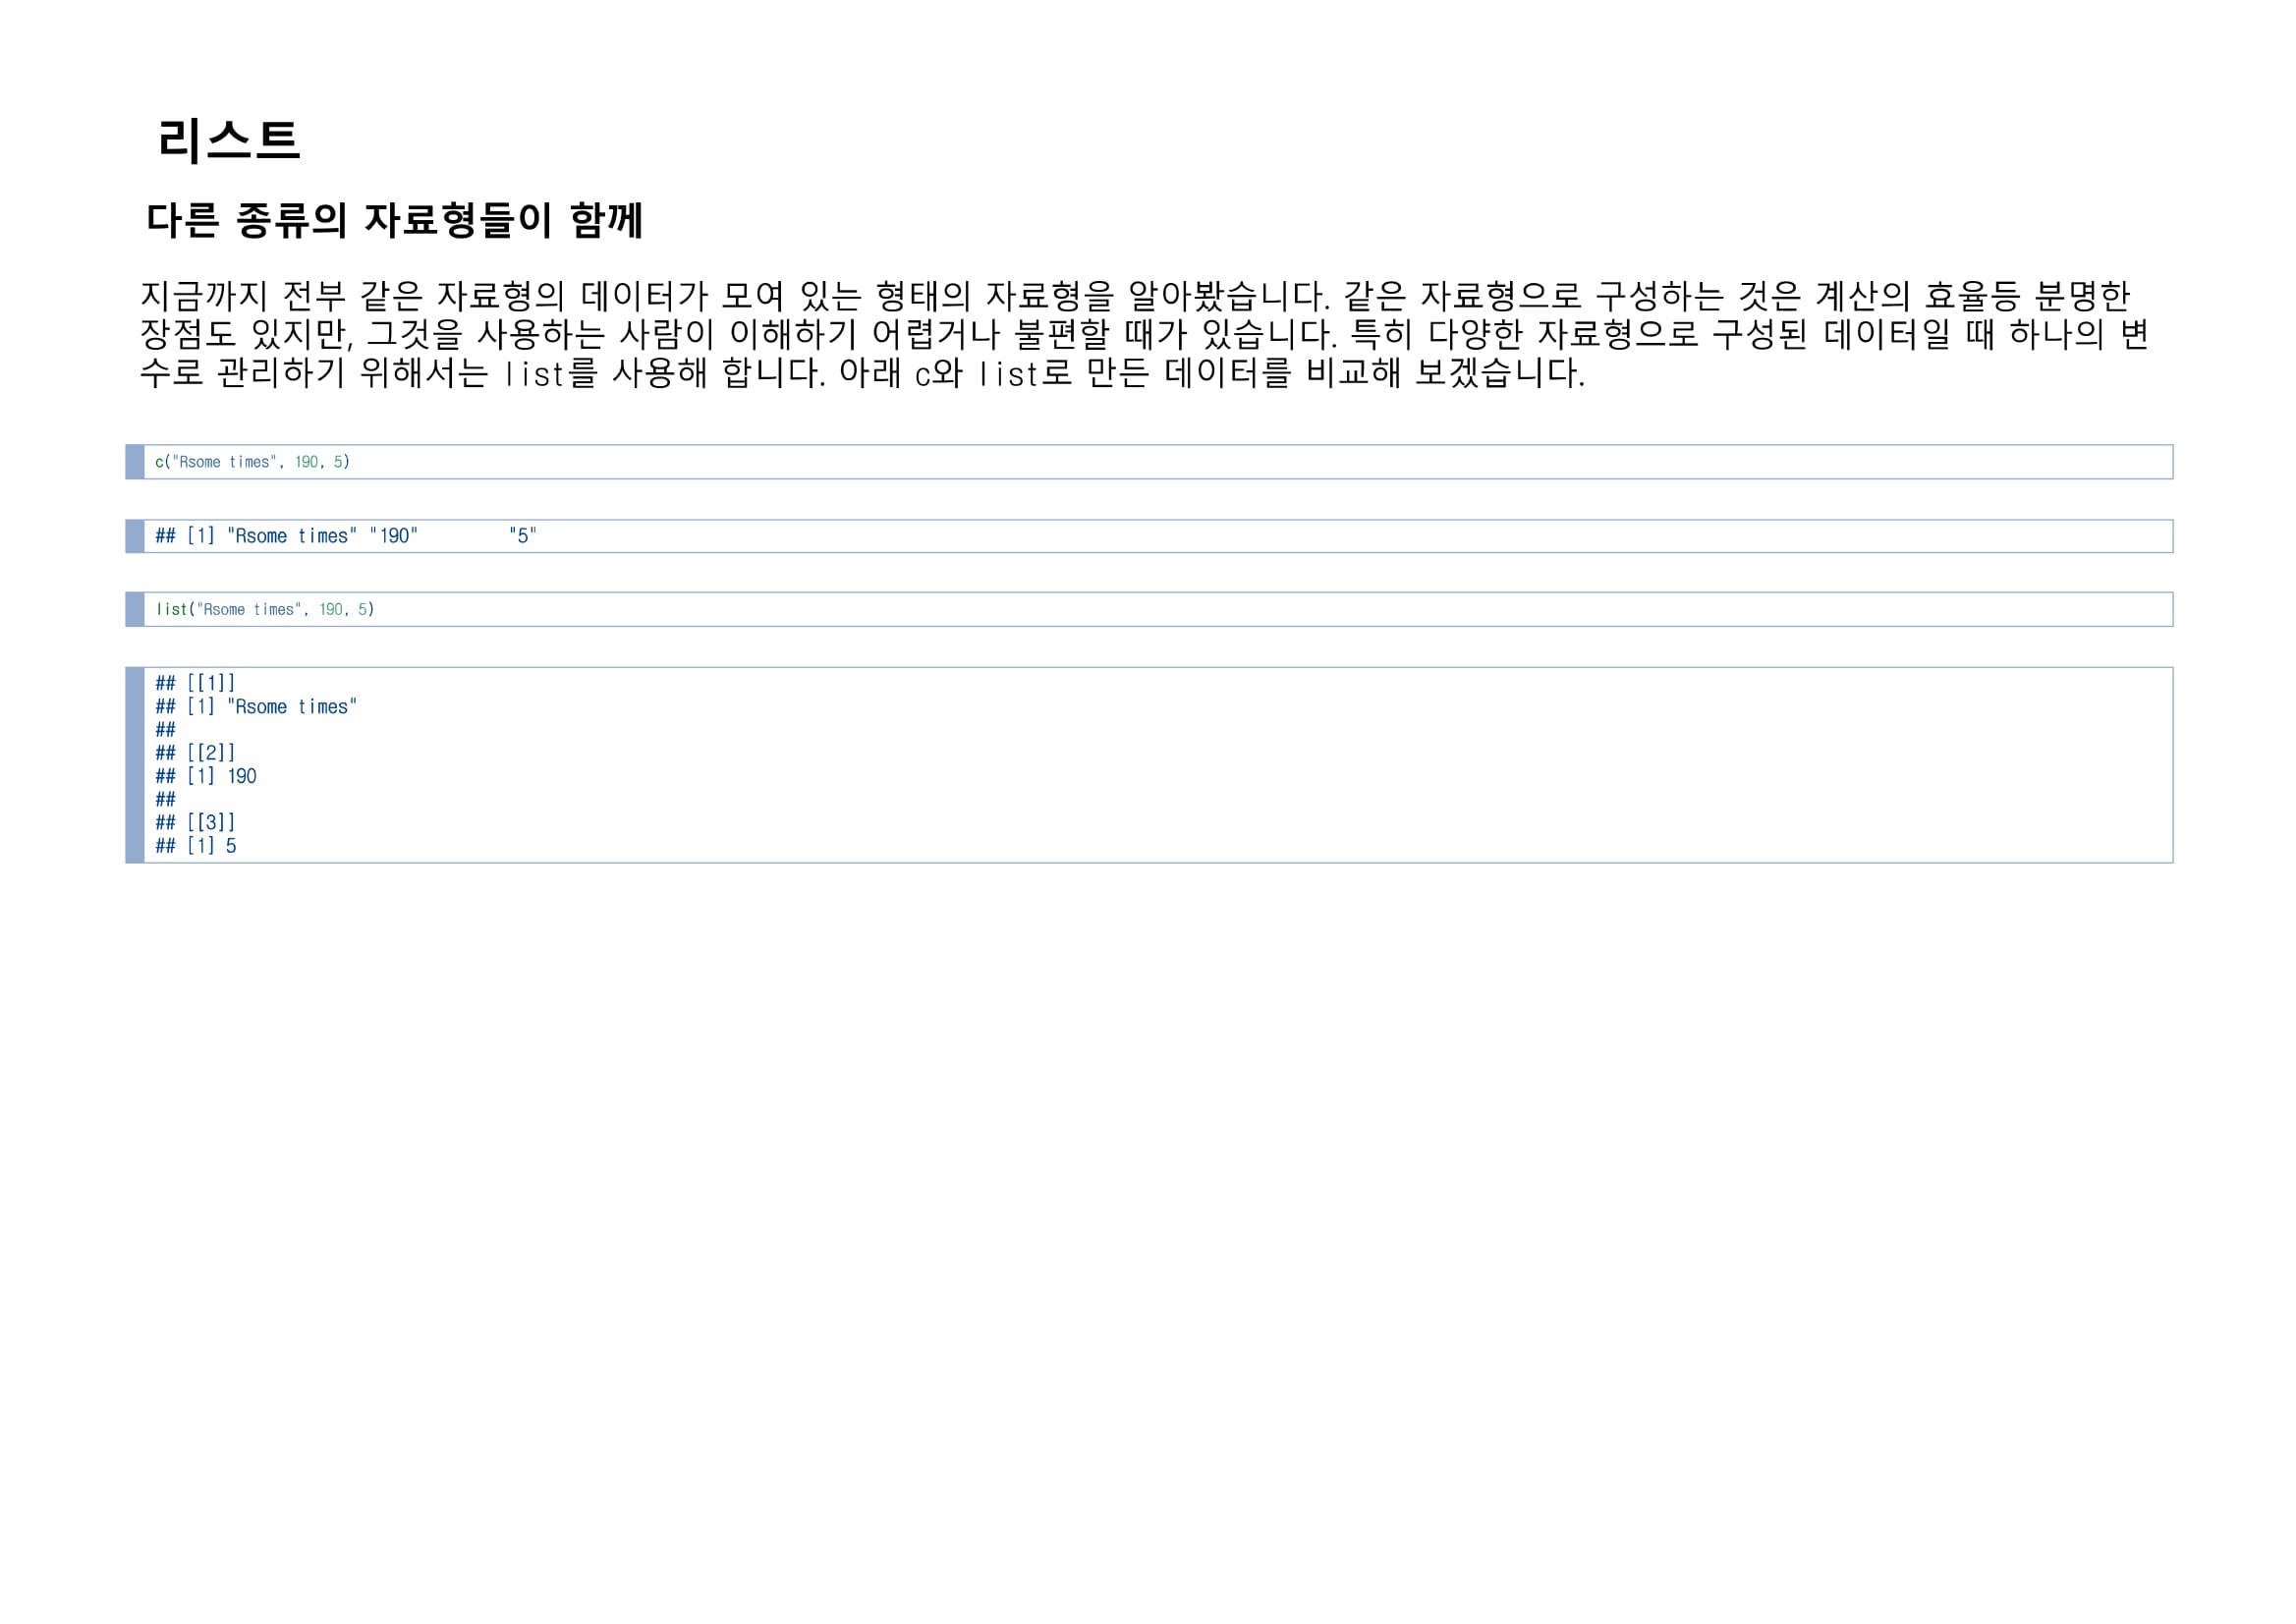 리스트
다른 종류의 자료형들이 함께
지금까지 전부 같은 자료형의 데이터가 모여 있는 형태의 자료형을 알아봤습니다. 같은 자료형으로 구성하는 것은 계산의 효율등 분명한
장점도 있지만, 그것을 사용하는 사람이 이해하기 어렵거나 불편할 때가 있습니다. 특히 다양한 자료형으로 구성된 데이터일 때 하나의 변
수로 관리하기 위해서는 list를 사용해 합니다. 아래 c와 list로 만든 데이터를 비교해 보겠습니다.
c("Rsome times", 190, 5)
## [1] "Rsome times" "190"         "5"
list("Rsome times", 190, 5)
## [[1]]
## [1] "Rsome times"
##
## [[2]]
## [1] 190
##
## [[3]]
## [1] 5